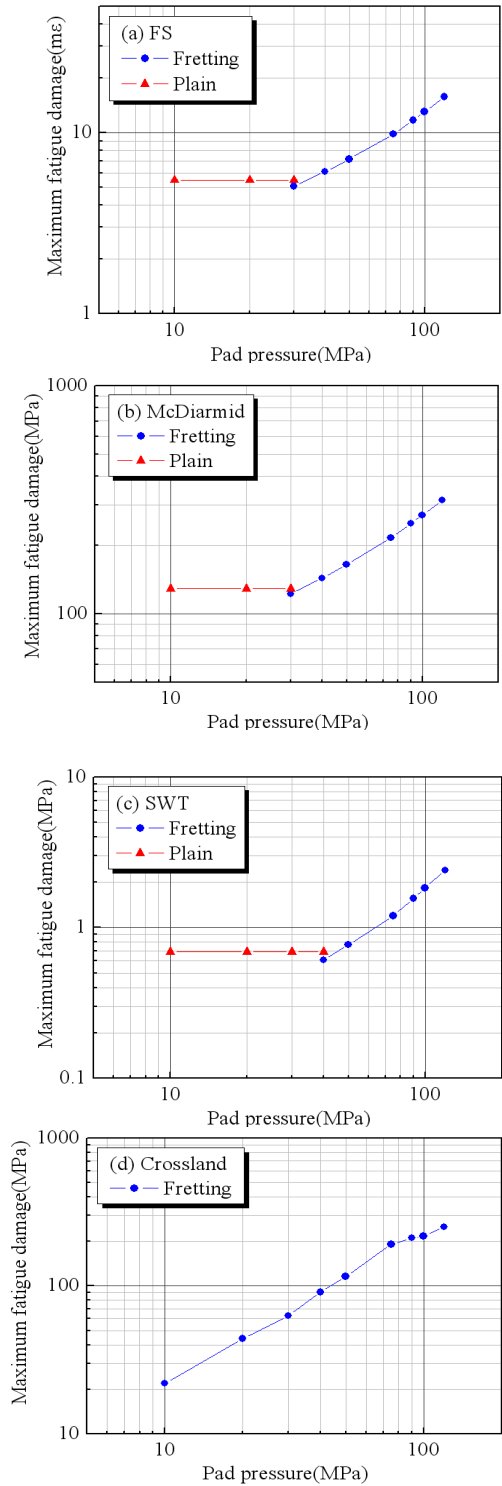 (a) FS
Fretting
Plain
Maximum fatigue damage(mε)
10
1
10
100
Pad pressure(MPa)
1000
(b) McDiarmid
Fretting
Plain
Maximum fatigue damage(MPa)
100
10
100
Pad pressure(MPa)
10
(c) SWT
Fretting
Plain
Maximum fatigue damage(MPa)
1
0.1
10
100
Pad pressure(MPa)
1000
(d) Crossland
Fretting
Maximum fatigue damage(MPa)
100
10
10
100
Pad pressure(MPa)